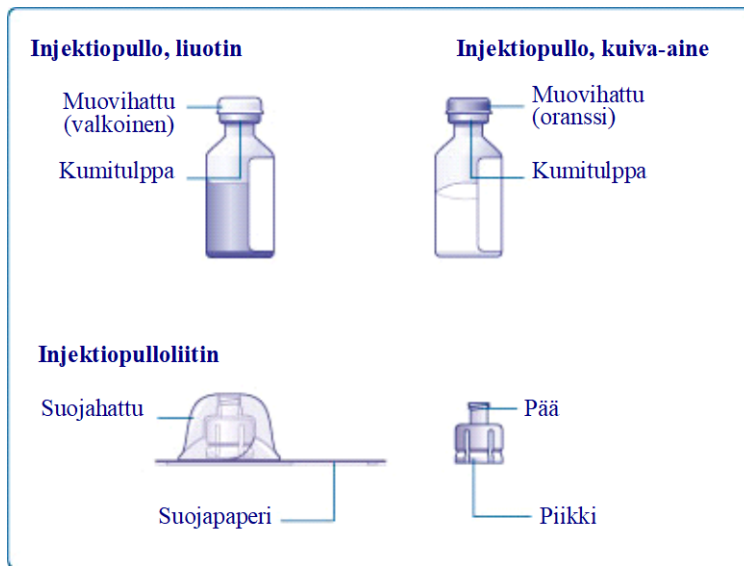 Injektiopullo, liuotin
Injektiopullo, kuiva-aine
Muovihattu
(valkoinen)
Kumitulppa
Muovihattu
(oranssi)
Kumitulppa
Injektiopulloliitin
Suojahattu
Suojapaperi
Pää
Piikki